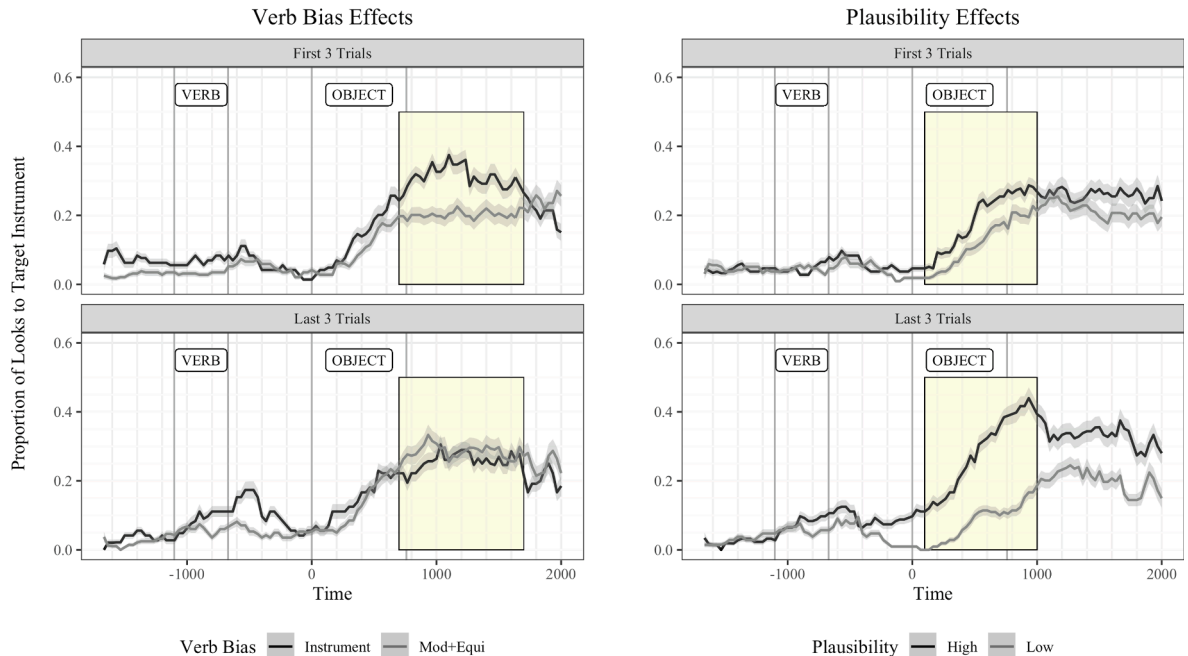 Verb Bias Effects
Plausibility Effects
Proportion of Looks to Target Instrument
First 3 Trials
0.6
0.4
0.2
0.0
VERB
OBJECT
Last 3 Trials
0.6
0.4
0.2
0.0
VERB
OBJECT
-1000
0
1000
2000
Time
Verb Bias Instrument Mod+Equi
First 3 Trials
0.6
0.4
0.2
0.0
VERB
OBJECT
Last 3 Trials
0.6
0.4
0.2
0.0
VERB
OBJECT
-1000
0
1000
2000
Time
Plausibility High Low